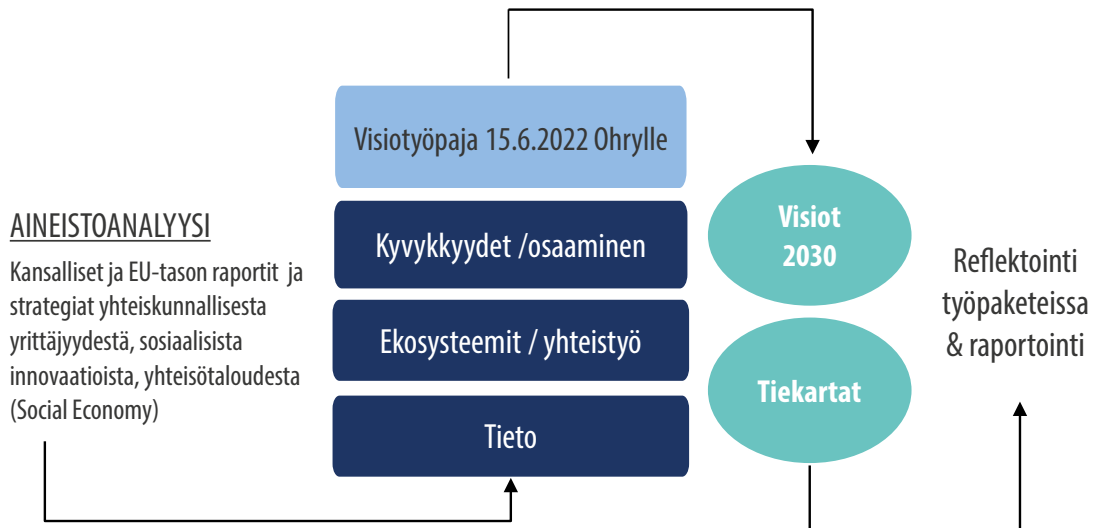 AINEISTOANALYYSI
Kansalliset ja EU-tason raportit ja
strategiat yhteiskunnallisesta
yrittäjyydestä, sosiaalisista
innovaatioista, yhteisötaloudesta
(Social Economy)
Visiotyöpaja 15.6.2022 Ohrylle
Kyvykkyydet /osaaminen
Ekosysteemit / yhteistyö
Tieto
Visiot
2030
Tiekartat
Reflektointi
työpaketeissa
& raportointi